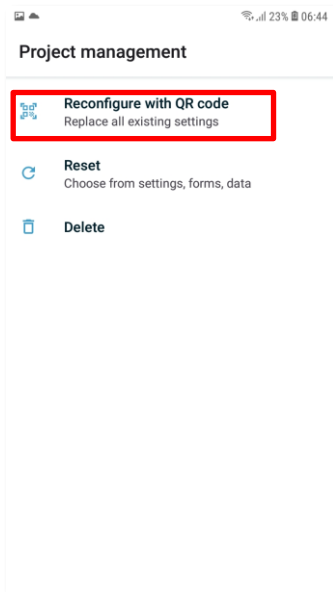 23% 06:44
Project management
Reconfigure with QR code
Replace all existing settings
Reset
Choose from settings, forms, data
Delete